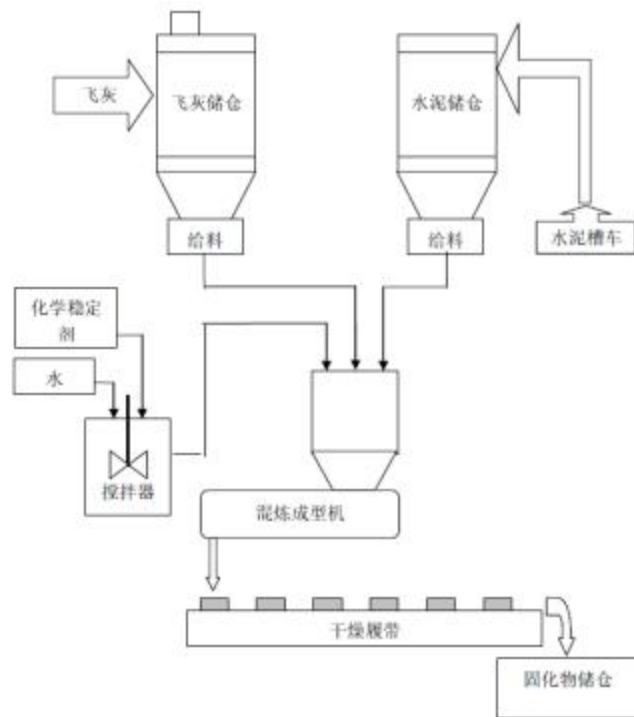 飞灰
飞灰储仓
水泥储仓
给料
给料
水泥槽车
化学稳定
剂
水
搅拌器
混炼成型机
干燥履带
固化物储仓